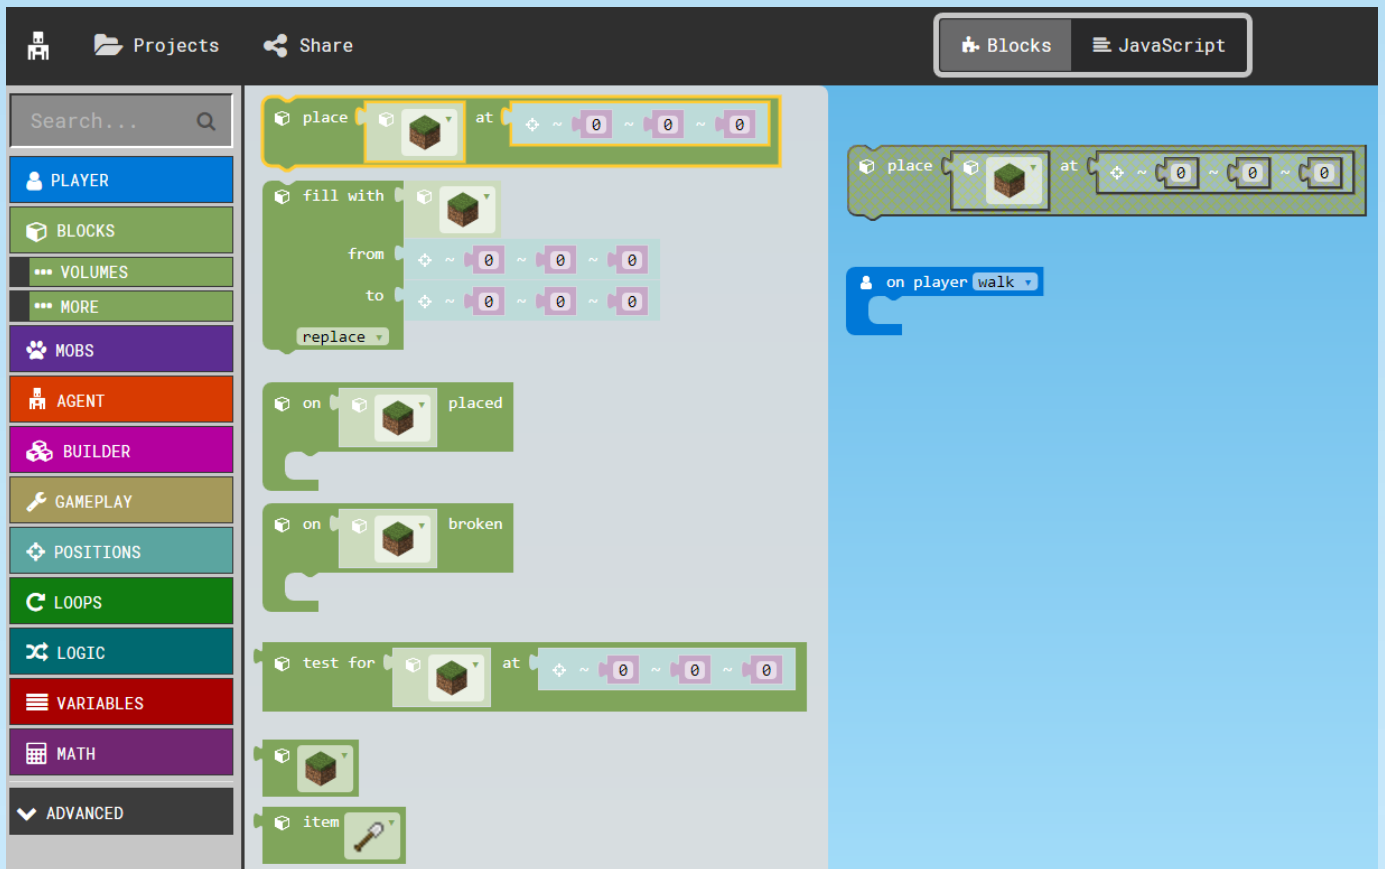 Projects
Share
Blocks
JavaScript
Search...
PLAYER
BLOCKS
••• VOLUMES
••• MORE
MOBS
AGENT
BUILDER
GAMEPLAY
POSITIONS
LOOPS
LOGIC
VARIABLES
MATH
ADVANCED
place at ~ 0 ~ 0 ~ 0
fill with
from ~ 0 ~ 0 ~ 0
to ~ 0 ~ 0 ~ 0
replace
on placed
on broken
test for at ~ 0 ~ 0 ~ 0
item
place at ~ 0 ~ 0 ~ 0
on player walk